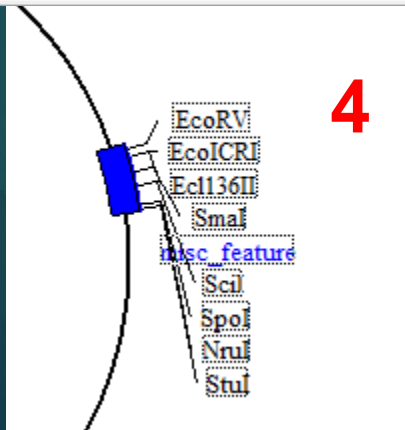 4
EcoRV
EcoICRI
Ecl136II
SmaI
misc_feature
SciI
SpoI
NruI
StuI